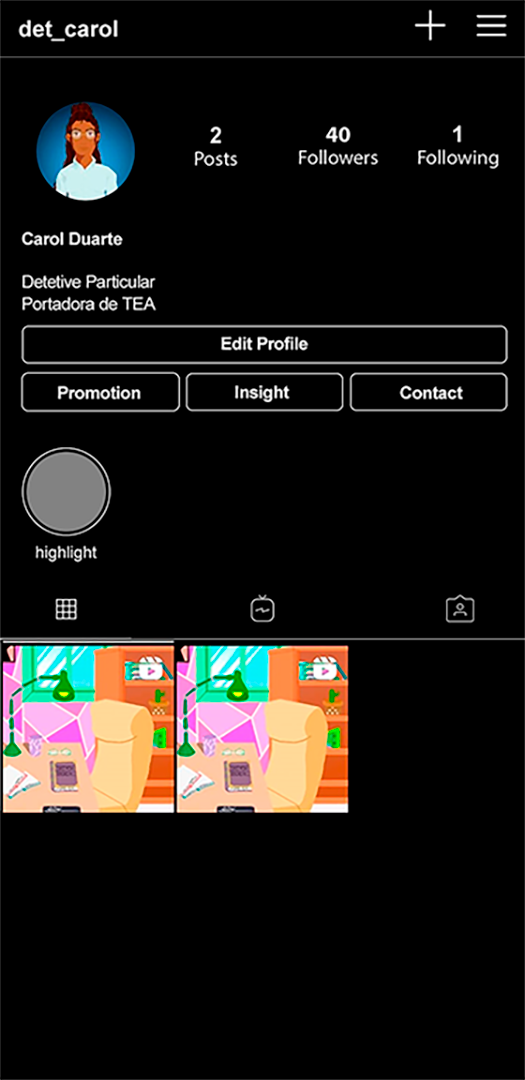 det_carol
2 40 1
Posts Followers Following
Carol Duarte
Detetive Particular
Portadora de TEA
Edit Profile
Promotion Insight Contact
highlight